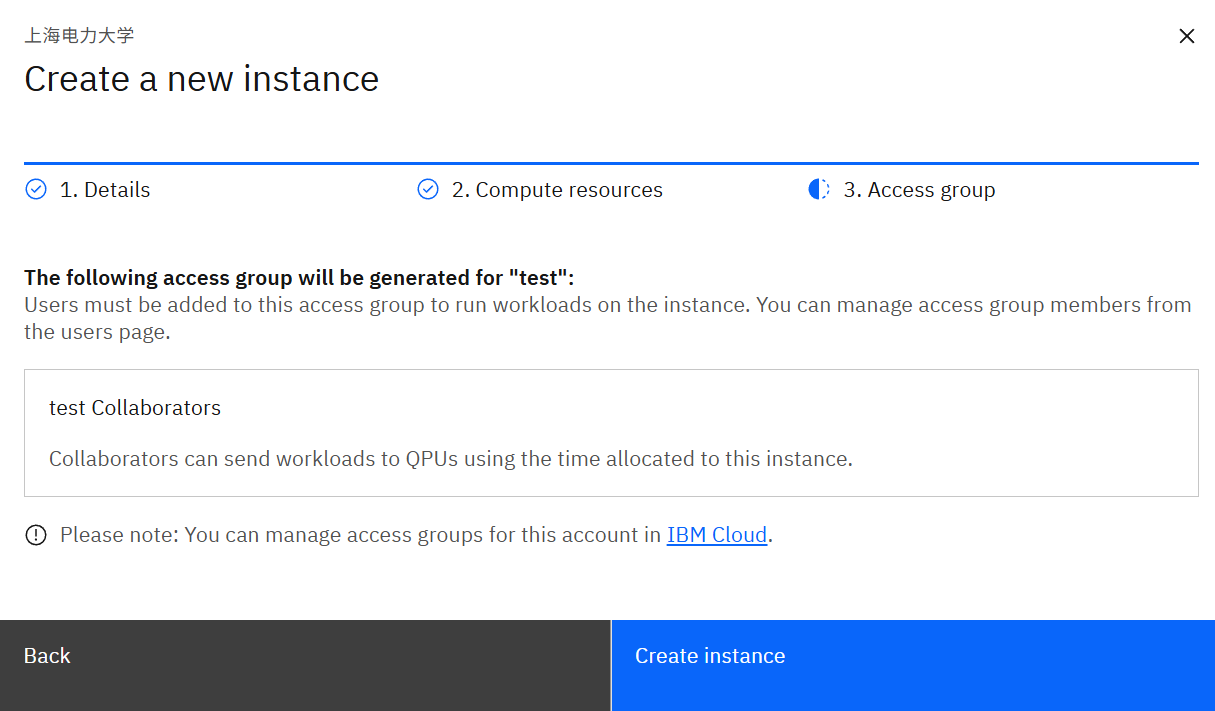 上海电力大学
Create a new instance
1. Details
2. Compute resources
3. Access group
The following access group will be generated for "test":
Users must be added to this access group to run workloads on the instance. You can manage access group members from
the users page.
test Collaborators
Collaborators can send workloads to QPUs using the time allocated to this instance.
Please note: You can manage access groups for this account in IBM Cloud.
Back
Create instance